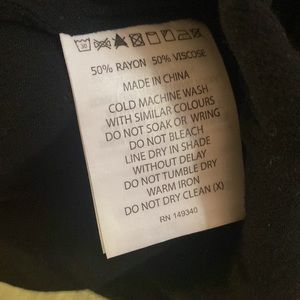 30
50% RAYON 50% VISCOSE
MADE IN CHINA
COLD MACHINE WASH
WITH SIMILAR COLOURS
DO NOT SOAK OR WRING
DO NOT BLEACH
LINE DRY IN SHADE
WITHOUT DELAY
DO NOT TUMBLE DRY
WARM IRON
DO NOT DRY CLEAN (X)
RN 149340